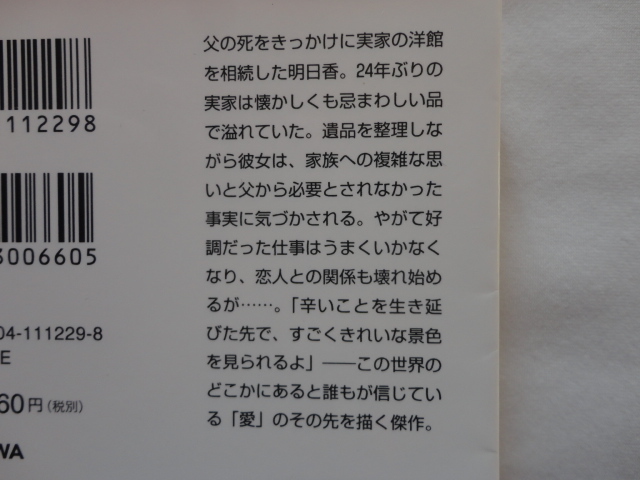 父の死をきっかけに実家の洋館
を相続した明日香。24年ぶりの
実家は懐かしくも忌まわしい品
で溢れていた。遺品を整理しな
がら彼女は、家族への複雑な思
いと父から必要とされなかった
事実に気づかされる。やがて好
調だった仕事はうまくいかなく
なり、恋人との関係も壊れ始め
るが……。「辛いことを生き延
びた先で、すごくきれいな景色
を見られるよ」――この世界の
どこかにあると誰もが信じてい
る「愛」のその先を描く傑作。
112298
3006605
04-111229-8
E
60円(税別)
WA